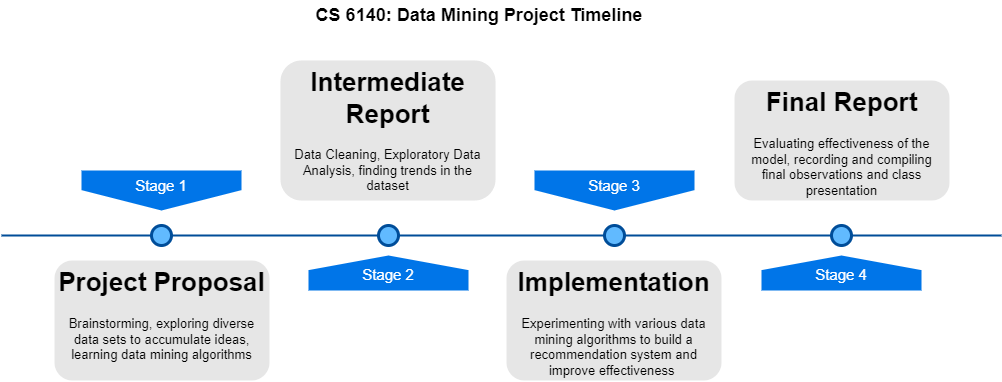 CS 6140: Data Mining Project Timeline
Stage 1
Project Proposal
Brainstorming, exploring diverse
data sets to accumulate ideas,
learning data mining algorithms
Intermediate
Report
Data Cleaning, Exploratory Data
Analysis, finding trends in the
dataset
Stage 2
Stage 3
Implementation
Experimenting with various data
mining algorithms to build a
recommendation system and
improve effectiveness
Final Report
Evaluating effectiveness of the
model, recording and compiling
final observations and class
presentation
Stage 4